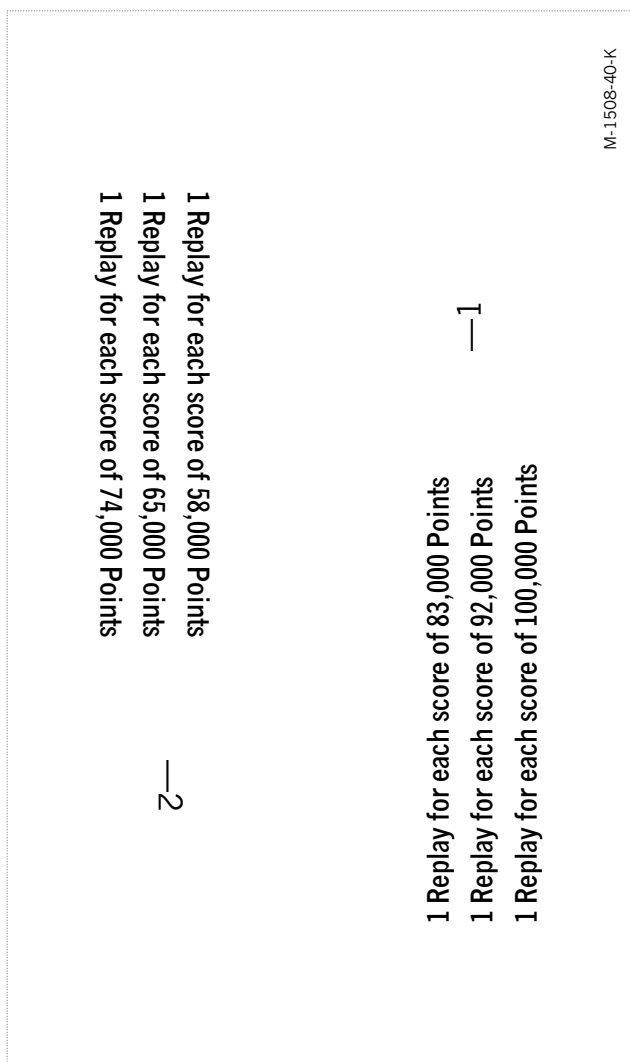 M-1508-40-K
1 Replay for each score of 58,000 Points
1 Replay for each score of 65,000 Points
1 Replay for each score of 74,000 Points
—2
—1
1 Replay for each score of 83,000 Points
1 Replay for each score of 92,000 Points
1 Replay for each score of 100,000 Points